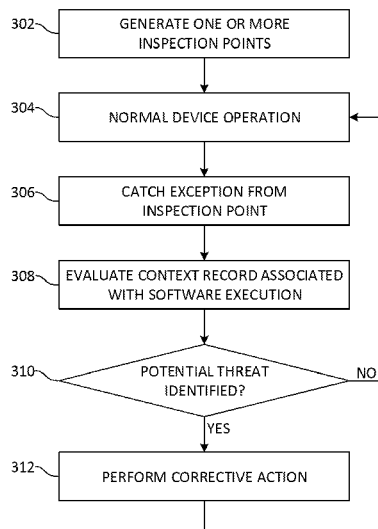 302
GENERATE ONE OR MORE
INSPECTION POINTS
304
NORMAL DEVICE OPERATION
306
CATCH EXCEPTION FROM
INSPECTION POINT
308
EVALUATE CONTEXT RECORD ASSOCIATED
WITH SOFTWARE EXECUTION
310
POTENTIAL THREAT
IDENTIFIED?
NO
YES
312
PERFORM CORRECTIVE ACTION